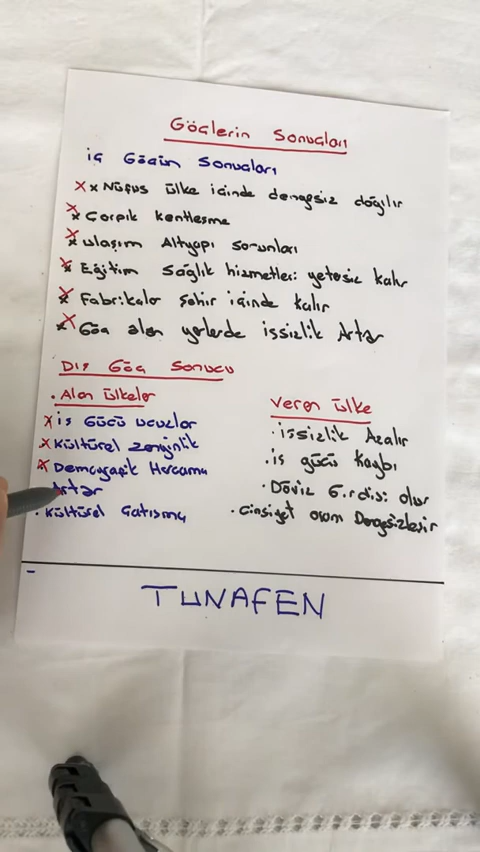 Göçlerin Sonuçları
iç Göçün Sonuçları
x x Nüfus ülke içinde dengesiz dağılır
x Çarpık kentleşme
x ulaşım Altyapı sorunları
x Eğitim sağlık hizmetleri yetersiz kalır
x Fabrikalar şehir içinde kalır
x Göç alan yerlerde işsizlik Artar
Dış Göç Sonucu
. Alan ülkeler
x iş Gücü ucuzlar
x Kültürel zenginlik
x Demografik Harcama
Artar
. Kültürel Çatışma
Veren ülke
. işsizlik Azalır
. iş gücü Kaybı
. Döviz Girdisi olur
. Cinsiyet oranı Dengesizleşir
-
TUNAFEN